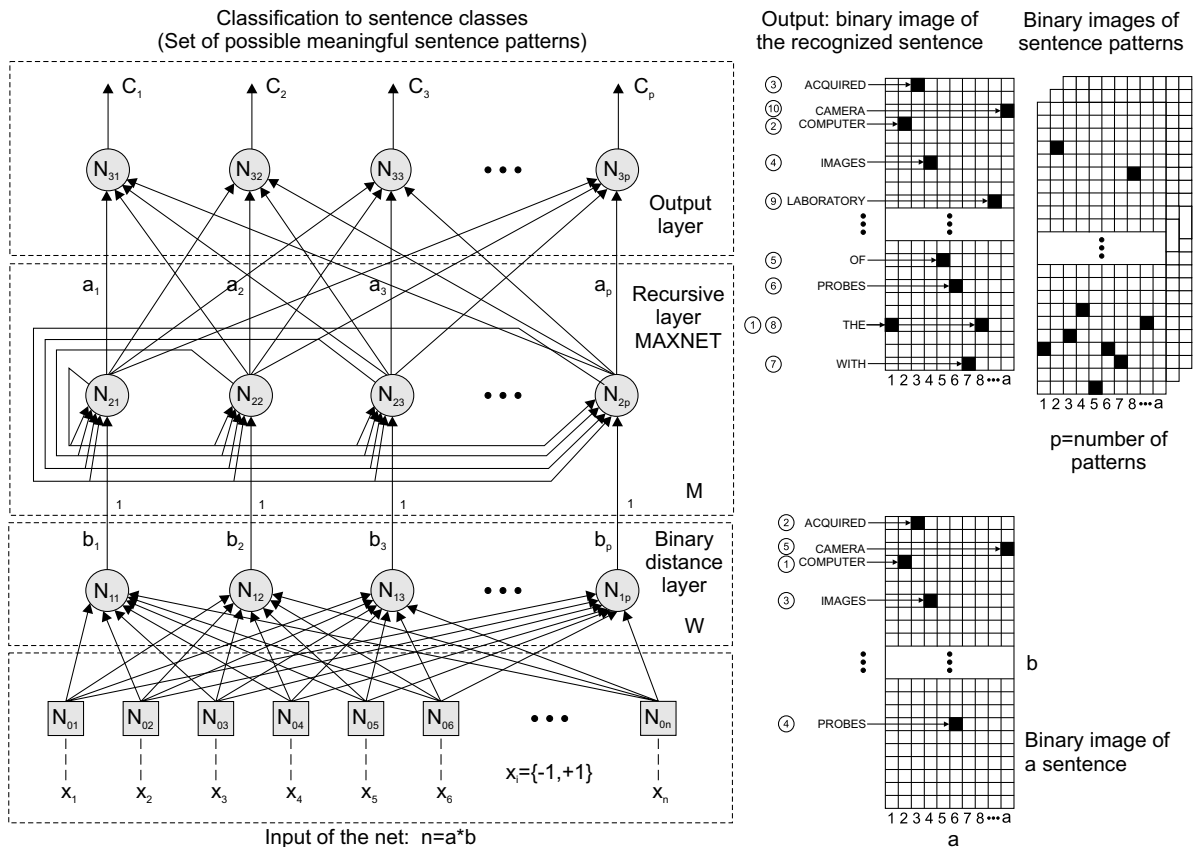 Classification to sentence classes
(Set of possible meaningful sentence patterns)
C1 C2 C3 Cp
N31 N32 N33 ••• N3p
Output
layer
a1 a2 a3 ap
Recursive
layer
MAXNET
N21 N22 N23 ••• N2p
M
1 1 1 1
b1 b2 b3 bp
Binary
distance
layer
N11 N12 N13 ••• N1p
W
N01 N02 N03 N04 N05 N06 ••• N0n
xi={-1,+1}
x1 x2 x3 x4 x5 x6 xn
Input of the net: n=a*b
Output: binary image of
the recognized sentence
3 ACQUIRED
10 CAMERA
2 COMPUTER
4 IMAGES
9 LABORATORY
5 OF
6 PROBES
1 8 THE
7 WITH
1 2 3 4 5 6 7 8 ••• a
Binary images of
sentence patterns
1 2 3 4 5 6 7 8 ••• a
p=number of
patterns
2 ACQUIRED
5 CAMERA
1 COMPUTER
3 IMAGES
b
4 PROBES
Binary image of
a sentence
1 2 3 4 5 6 7 8 ••• a
a